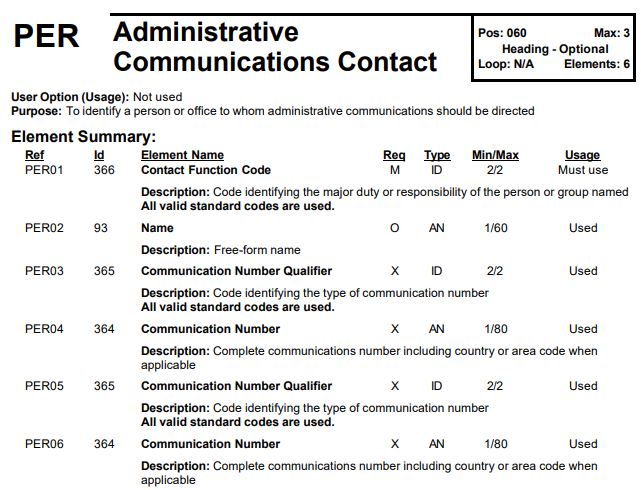 PER
Administrative
Communications Contact
Pos: 060 Max: 3
Heading - Optional
Loop: N/A Elements: 6
User Option (Usage): Not used
Purpose: To identify a person or office to whom administrative communications should be directed
Element Summary:
Ref Id Element Name Req Type Min/Max Usage
PER01 366 Contact Function Code M ID 2/2 Must use
Description: Code identifying the major duty or responsibility of the person or group named
All valid standard codes are used.
PER02 93 Name O AN 1/60 Used
Description: Free-form name
PER03 365 Communication Number Qualifier X ID 2/2 Used
Description: Code identifying the type of communication number
All valid standard codes are used.
PER04 364 Communication Number X AN 1/80 Used
Description: Complete communications number including country or area code when
applicable
PER05 365 Communication Number Qualifier X ID 2/2 Used
Description: Code identifying the type of communication number
All valid standard codes are used.
PER06 364 Communication Number X AN 1/80 Used
Description: Complete communications number including country or area code when
applicable